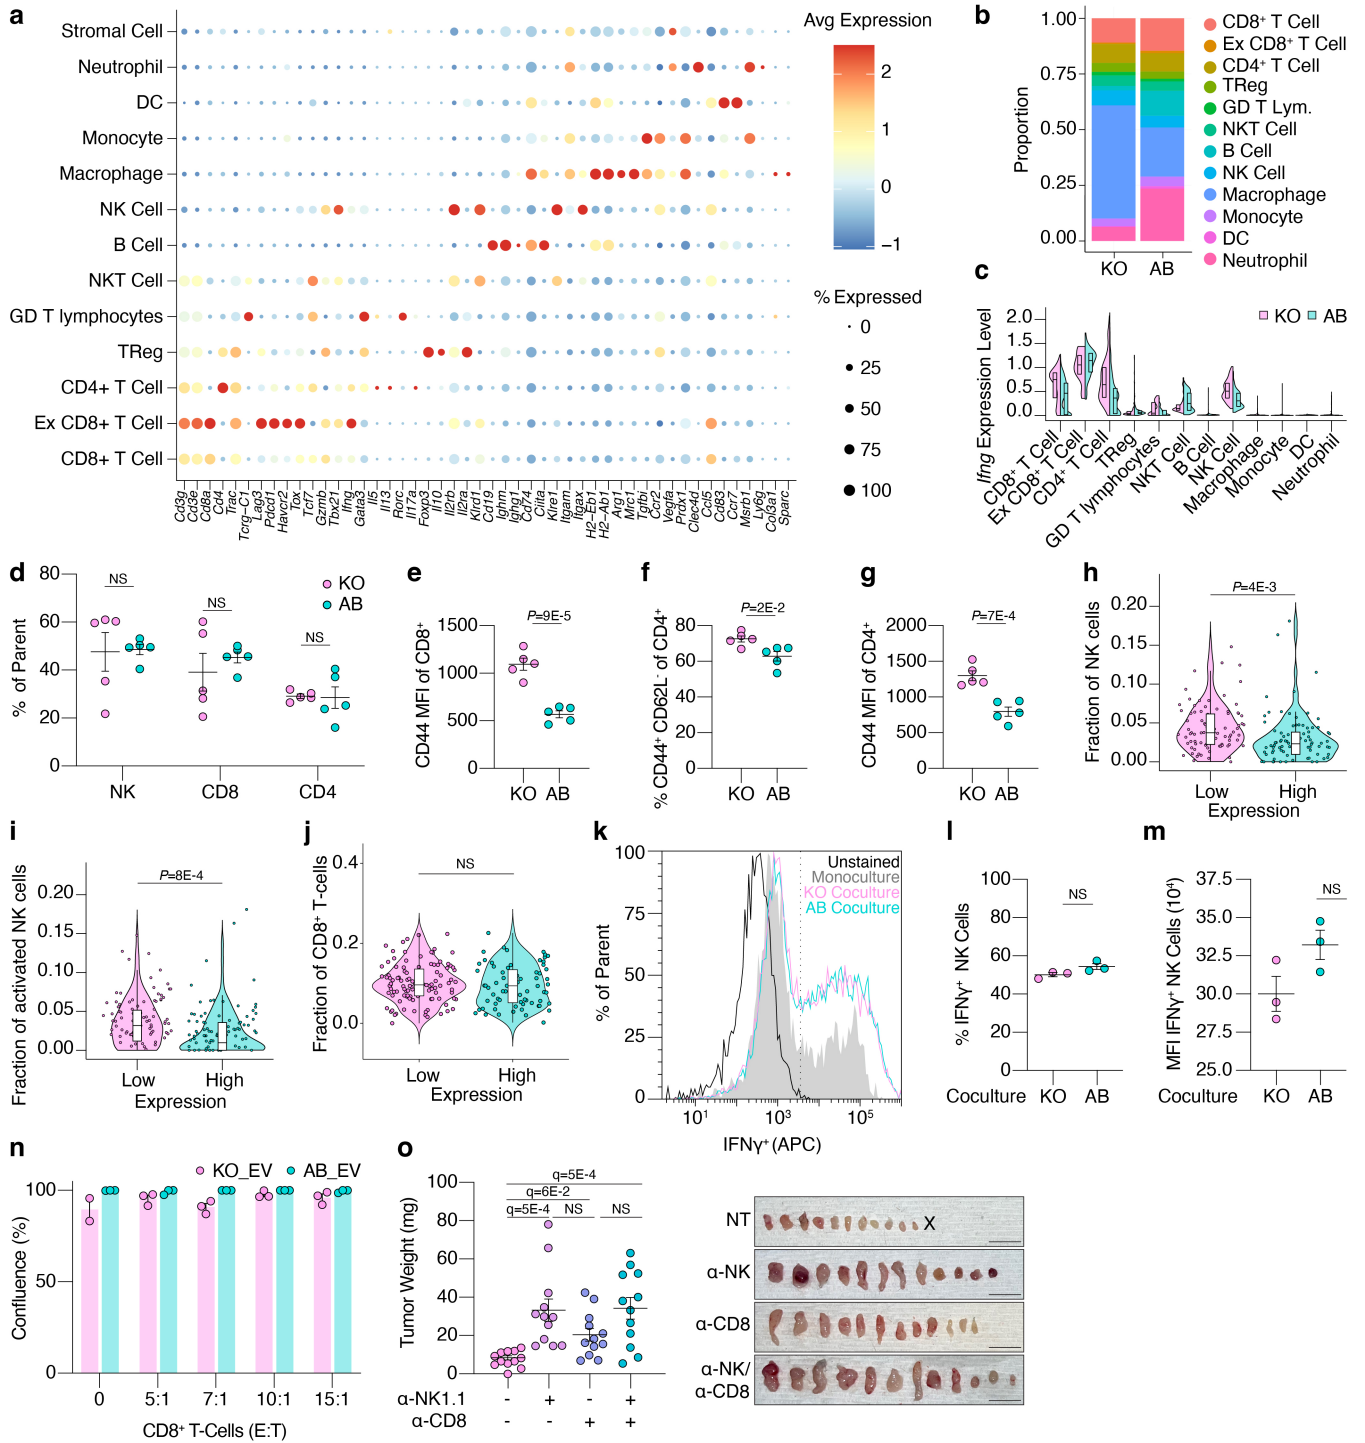 a
Stromal Cell
Neutrophil
DC
Monocyte
Macrophage
NK Cell
B Cell
NKT Cell
GD T lymphocytes
TReg
CD4+ T Cell
Ex CD8+ T Cell
CD8+ T Cell
Cd3g
Cd3e
Cd8a
Cd4
Trac
Tcrg-C1
Lag3
Pdcd1
Havcr2
Tox
Tcf7
Gzmb
Tbx21
Ifng
Gata3
Il5
Il13
Rorc
Il17a
Foxp3
Il10
Il2rb
Il2ra
Klrd1
Cd19
Ighm
Ighg1
Cd74
Ciita
Klre1
Itgam
Itgax
H2-Eb1
H2-Ab1
Arg1
Mrc1
Tgfbi
Ccr2
Vegfa
Prdx1
Clec4d
Ccl5
Cd83
Ccr7
Msrb1
Ly6g
Col3a1
Sparc
Avg Expression
2
1
0
−1
% Expressed
0
25
50
75
100
b
Proportion
1.00
0.75
0.50
0.25
0.00
KO AB
CD8⁺ T Cell
Ex CD8⁺ T Cell
CD4⁺ T Cell
TReg
GD T Lym.
NKT Cell
B Cell
NK Cell
Macrophage
Monocyte
DC
Neutrophil
c
Ifng Expression Level
2.0
1.5
1.0
0.5
0.0
KO AB
CD8⁺ T Cell
Ex CD8⁺ T Cell
CD4⁺ T Cell
TReg
GD T lymphocytes
NKT Cell
B Cell
NK Cell
Macrophage
Monocyte
DC
Neutrophil
d
% of Parent
80
60
40
20
0
NS
NS
NS
KO
AB
NK CD8 CD4
e
CD44 MFI of CD8⁺
P=9E-5
1500
1000
500
0
KO AB
f
% CD44⁺ CD62L⁻ of CD4⁺
P=2E-2
80
60
40
20
0
KO AB
g
CD44 MFI of CD4⁺
P=7E-4
2000
1500
1000
500
0
KO AB
h
Fraction of NK cells
P=4E-3
0.20
0.15
0.10
0.05
0.00
Low High
Expression
i
Fraction of activated NK cells
P=8E-4
0.20
0.15
0.10
0.05
0.00
Low High
Expression
j
Fraction of CD8⁺ T-cells
NS
0.4
0.2
0.0
Low High
Expression
k
% of Parent
100
75
50
25
0
Unstained
Monoculture
KO Coculture
AB Coculture
10¹ 10³ 10⁵
IFNγ⁺ (APC)
l
% IFNγ⁺ NK Cells
NS
100
80
60
40
20
0
Coculture KO AB
m
MFI IFNγ⁺ NK Cells (10⁴)
NS
37.5
35.0
32.5
30.0
27.5
25.0
Coculture KO AB
n
Confluence (%)
KO_EV AB_EV
100
50
0
0 5:1 7:1 10:1 15:1
CD8⁺ T-Cells (E:T)
o
Tumor Weight (mg)
q=5E-4
q=6E-2
q=5E-4 NS NS
100
80
60
40
20
0
α-NK1.1 - + - +
α-CD8 - - + +
NT
X
α-NK
α-CD8
α-NK/
α-CD8